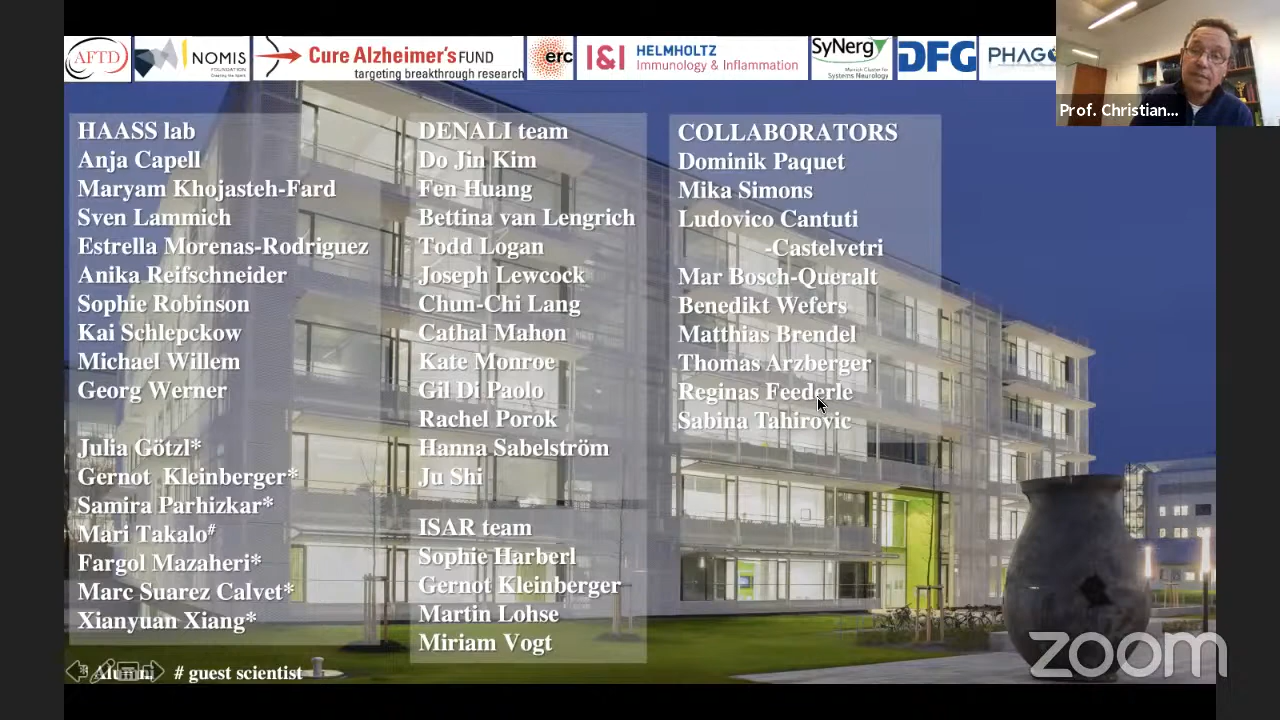 AFTD
NOMIS
FOUNDATION
Cure Alzheimer's FUND
targeting breakthrough research
erc
I&I
HELMHOLTZ
Immunology & Inflammation
SyNergy
Munich Cluster for
Systems Neurology
DFG
PHAGO
Prof. Christian...
HAASS lab
Anja Capell
Maryam Khojasteh-Fard
Sven Lammich
Estrella Morenas-Rodriguez
Anika Reifschneider
Sophie Robinson
Kai Schlepckow
Michael Willem
Georg Werner
Julia Götzl*
Gernot Kleinberger*
Samira Parhizkar*
Mari Takalo#
Fargol Mazaheri*
Marc Suarez Calvet*
Xianyuan Xiang*
# guest scientist
DENALI team
Do Jin Kim
Fen Huang
Bettina van Lengrich
Todd Logan
Joseph Lewcock
Chun-Chi Lang
Cathal Mahon
Kate Monroe
Gil Di Paolo
Rachel Porok
Hanna Sabelström
Ju Shi
ISAR team
Sophie Harberl
Gernot Kleinberger
Martin Lohse
Miriam Vogt
COLLABORATORS
Dominik Paquet
Mika Simons
Ludovico Cantuti
-Castelvetri
Mar Bosch-Queralt
Benedikt Wefers
Matthias Brendel
Thomas Arzberger
Reginas Feederle
Sabina Tahirovic
zoom